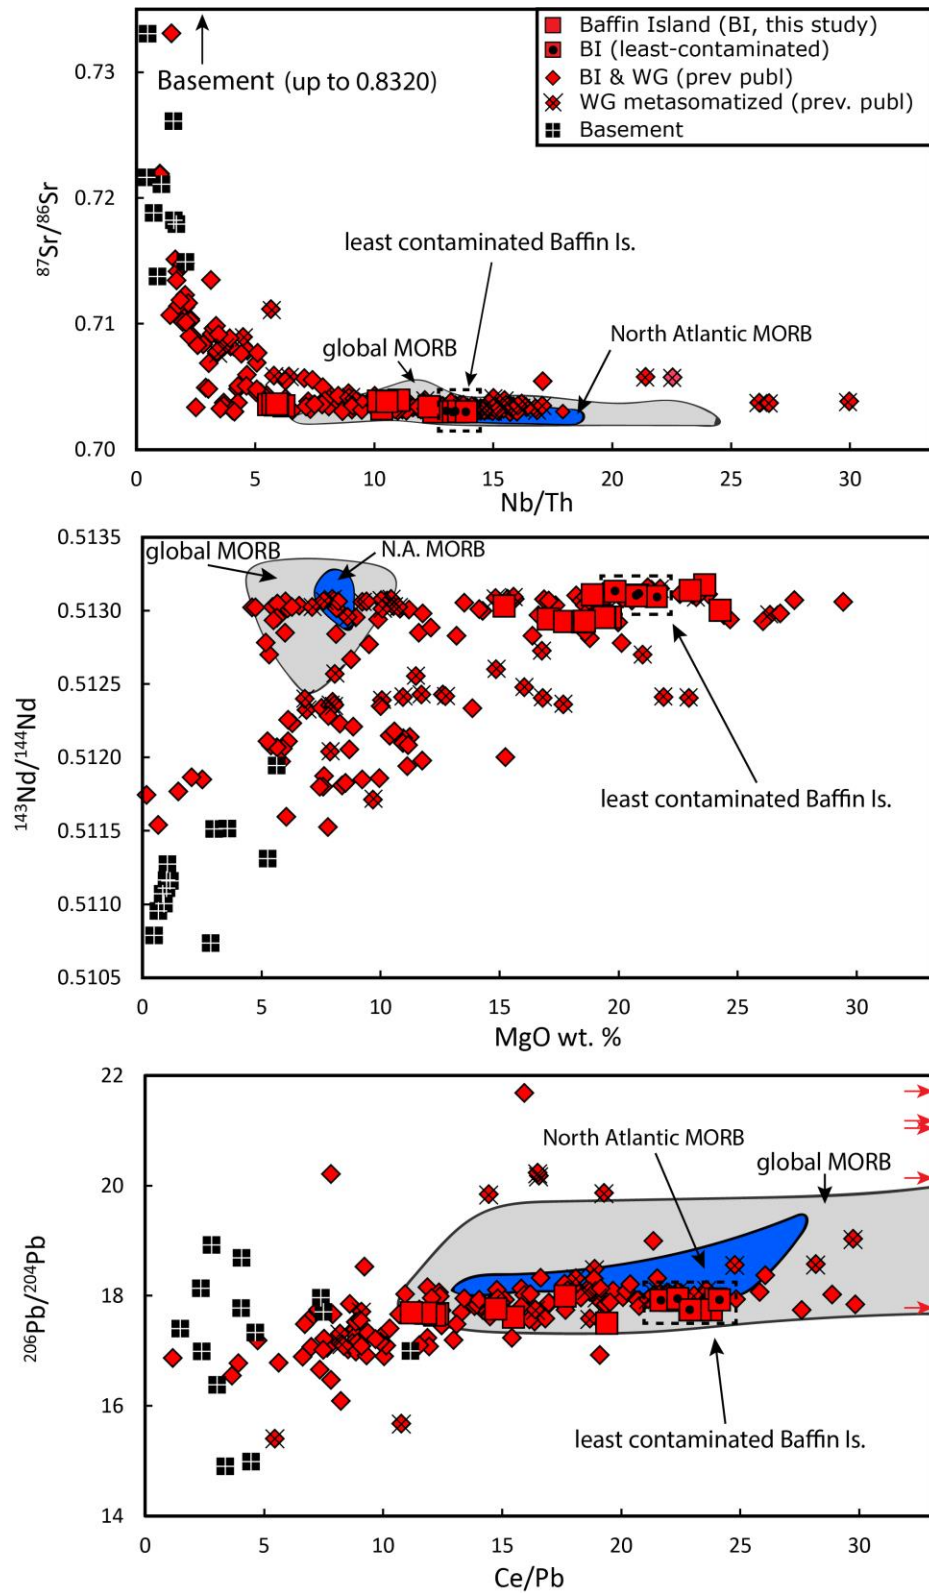 Baffin Island (BI, this study)
BI (least-contaminated)
BI & WG (prev publ)
WG metasomatized (prev. publ)
Basement
0.73
0.72
0.71
0.70
⁸⁷Sr/⁸⁶Sr
Basement (up to 0.8320)
least contaminated Baffin Is.
global MORB
North Atlantic MORB
0 5 10 15 20 25 30
Nb/Th
0.5135
0.5130
0.5125
0.5120
0.5115
0.5110
0.5105
¹⁴³Nd/¹⁴⁴Nd
global MORB
N.A. MORB
least contaminated Baffin Is.
0 5 10 15 20 25 30
MgO wt. %
22
20
18
16
14
²⁰⁶Pb/²⁰⁴Pb
North Atlantic MORB
global MORB
least contaminated Baffin Is.
0 5 10 15 20 25 30
Ce/Pb